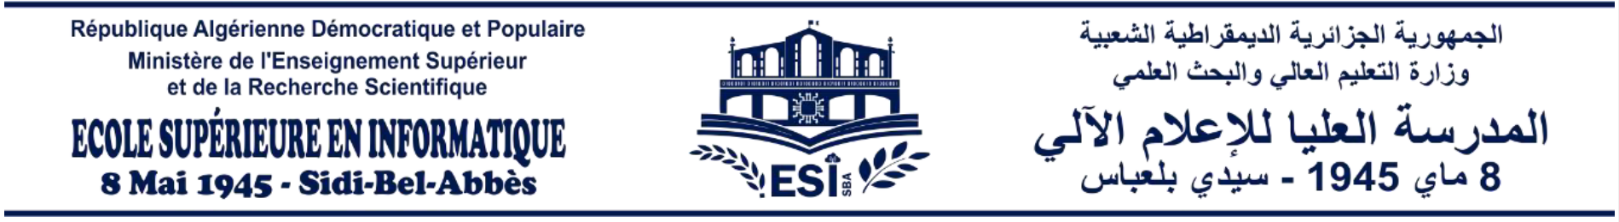 République Algérienne Démocratique et Populaire
Ministère de l'Enseignement Supérieur
et de la Recherche Scientifique
ECOLE SUPÉRIEURE EN INFORMATIQUE
8 Mai 1945 - Sidi-Bel-Abbès
ESI
SBA
الجمهورية الجزائرية الديمقراطية الشعبية
وزارة التعليم العالي والبحث العلمي
المدرسة العليا للإعلام الآلي
8 ماي 1945 - سيدي بلعباس